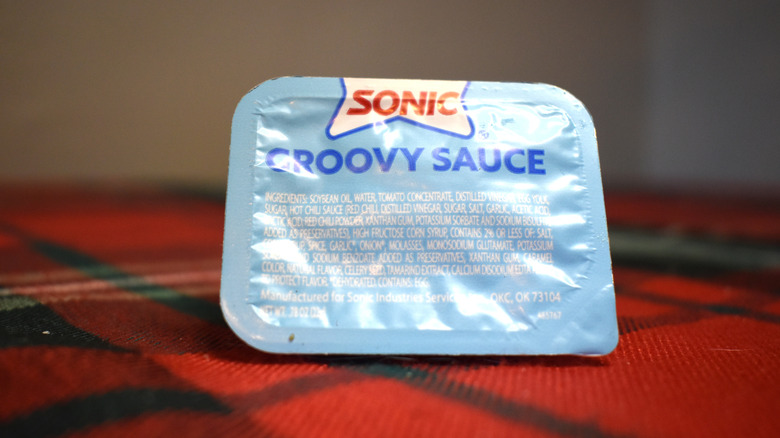 SONIC
GROOVY SAUCE
INGREDIENTS: SOYBEAN OIL, WATER, TOMATO CONCENTRATE, DISTILLED VINEGAR, EGG YOLK,
SUGAR, HOT CHILI SAUCE (RED CHILI, DISTILLED VINEGAR, SUGAR, SALT, GARLIC, ACETIC ACID,
ACID), RED CHILI POWDER, XANTHAN GUM, POTASSIUM SORBATE AND SODIUM
ADDED AS PRESERVATIVES), HIGH FRUCTOSE CORN SYRUP, CONTAINS 2% OR LESS OF: SALT,
SPICE, GARLIC*, ONION*, MOLASSES, MONOSODIUM GLUTAMATE, POTASSIUM
SODIUM BENZOATE ADDED AS PRESERVATIVES, XANTHAN GUM, CARAMEL
COLOR, NATURAL FLAVOR, CELERY SEED, TAMARIND EXTRACT, CALCIUM DISODIUM
PROTECT FLAVOR. *DEHYDRATED. CONTAINS: EGG.
Manufactured for Sonic Industries OKC, OK 73104
NET WT.